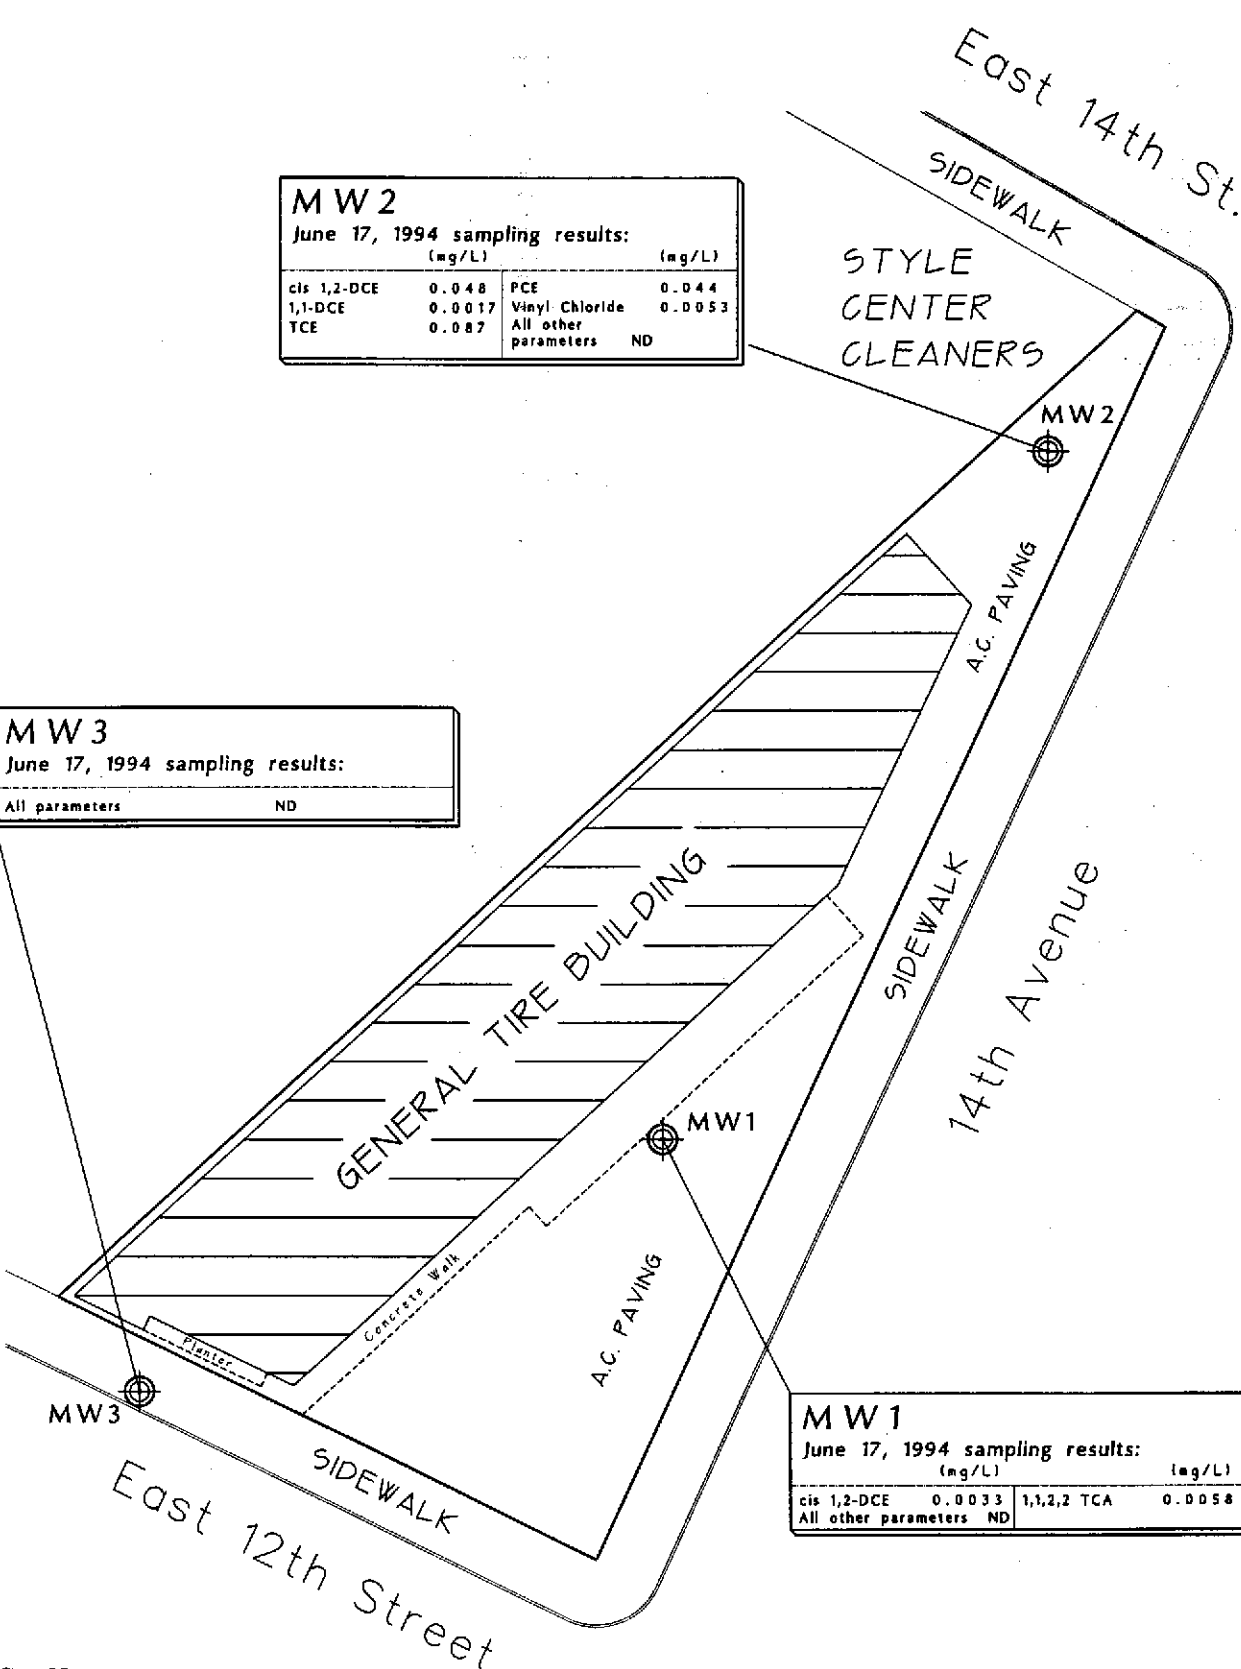 East 14th St.
SIDEWALK
MW2
June 17, 1994 sampling results:
(mg/L) (mg/L)
cis 1,2-DCE 0.048 PCE 0.044
1,1-DCE 0.0017 Vinyl Chloride 0.0053
TCE 0.087 All other
parameters ND
STYLE
CENTER
CLEANERS
MW2
A.C. PAVING
MW3
June 17, 1994 sampling results:
All parameters ND
GENERAL TIRE BUILDING
SIDEWALK
14th Avenue
MW1
Concrete Walk
A.C. PAVING
Planter
MW3
SIDEWALK
East 12th Street
MW1
June 17, 1994 sampling results:
(mg/L) (mg/L)
cis 1,2-DCE 0.0033 1,1,2,2 TCA 0.0058
All other parameters ND